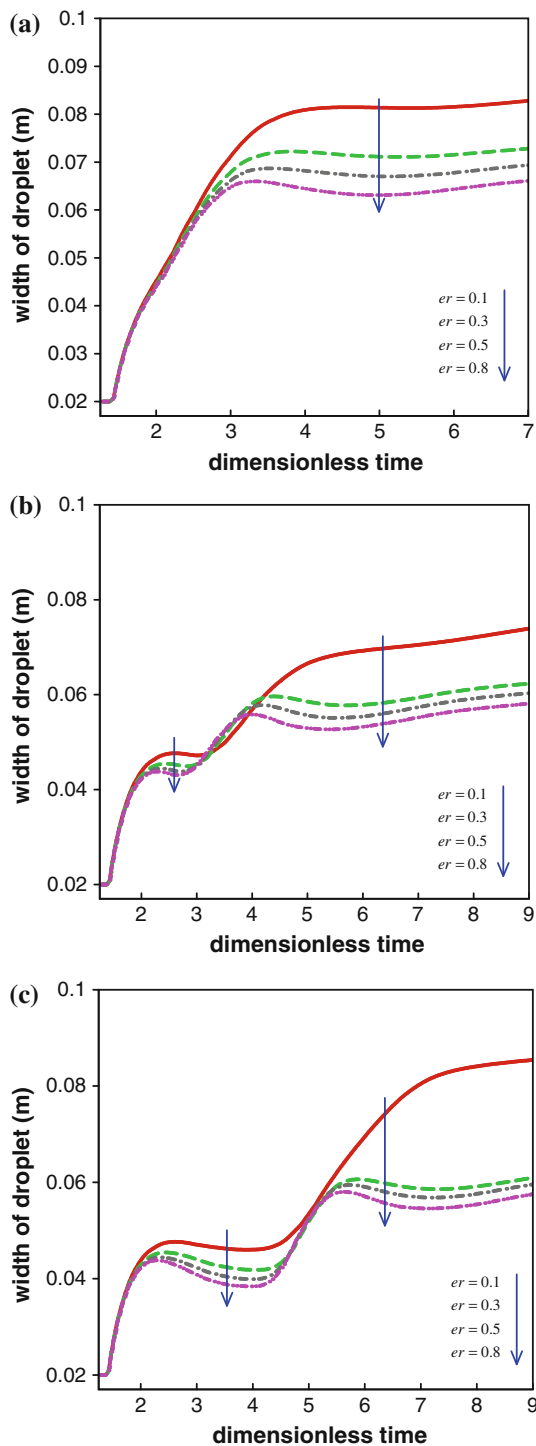 (a)
0.1
0.09
0.08
0.07
0.06
0.05
0.04
0.03
0.02
width of droplet (m)
er = 0.1
er = 0.3
er = 0.5
er = 0.8
2 3 4 5 6 7
dimensionless time
(b)
0.1
0.08
0.06
0.04
0.02
width of droplet (m)
er = 0.1
er = 0.3
er = 0.5
er = 0.8
2 3 4 5 6 7 8 9
dimensionless time
(c)
0.1
0.08
0.06
0.04
0.02
width of droplet (m)
er = 0.1
er = 0.3
er = 0.5
er = 0.8
2 3 4 5 6 7 8 9
dimensionless time